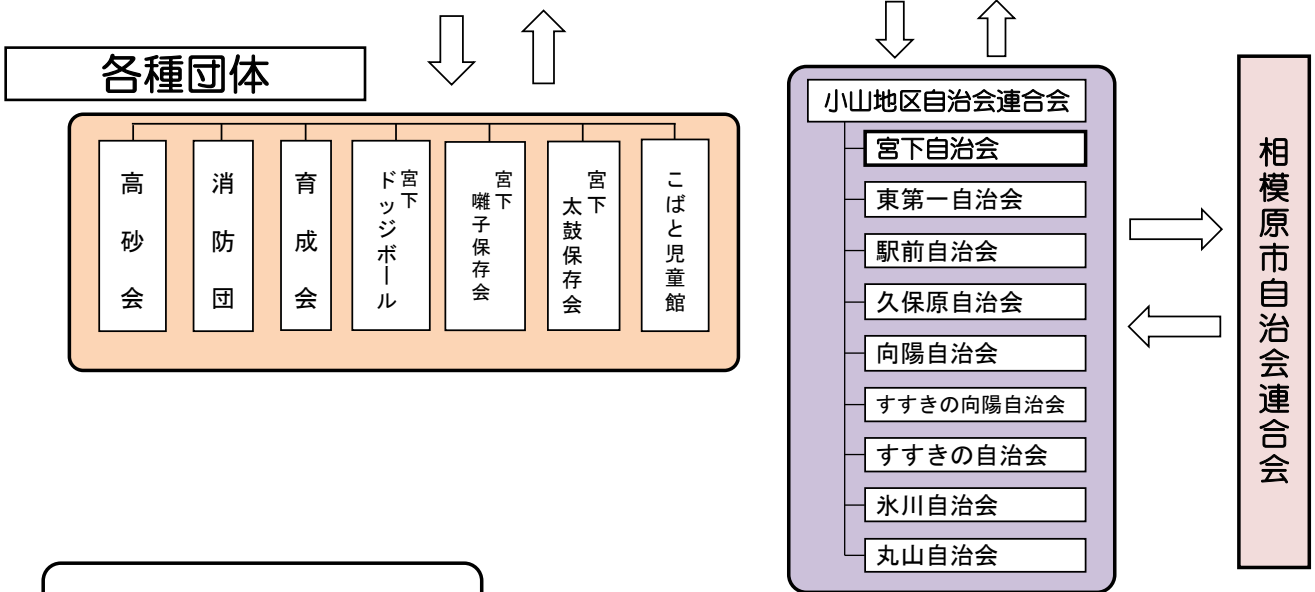 各種団体
高砂会
消防団
育成会
宮下
ドッジボール
宮下
囃子保存会
宮下
太鼓保存会
こばと児童館
小山地区自治会連合会
宮下自治会
東第一自治会
駅前自治会
久保原自治会
向陽自治会
すすきの向陽自治会
すすきの自治会
氷川自治会
丸山自治会
相模原市自治会連合会